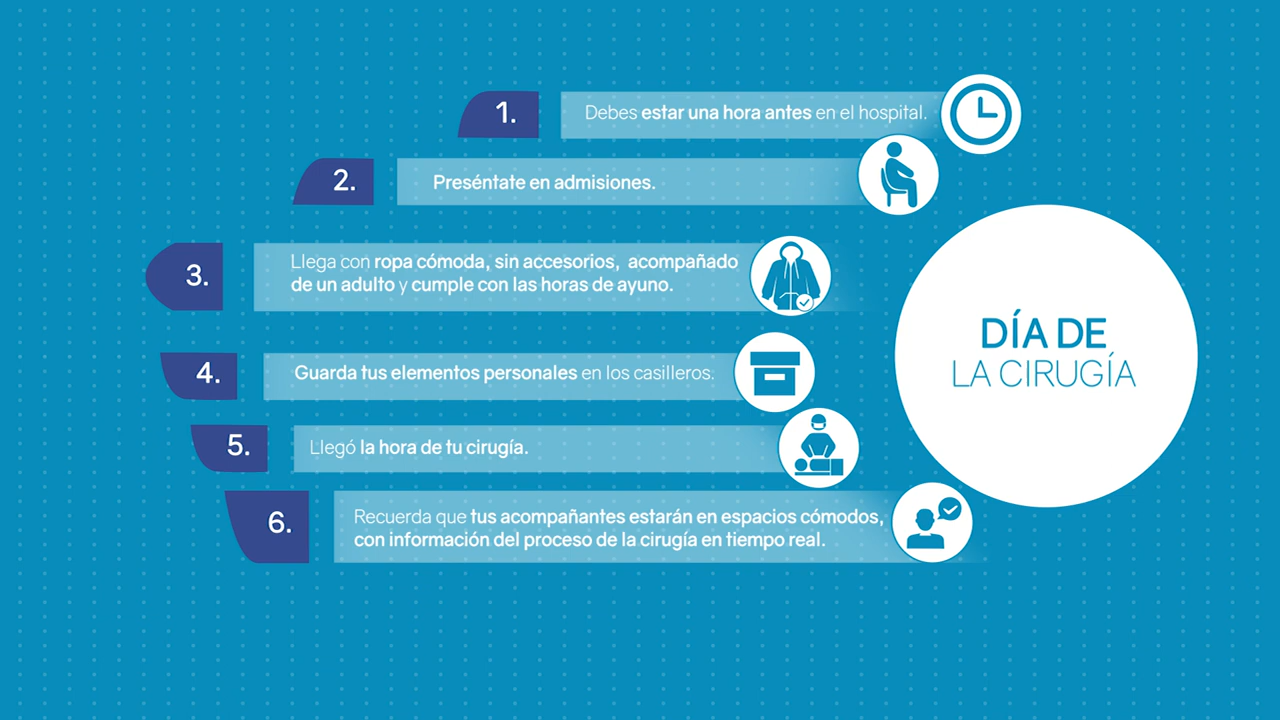 1.
Debes estar una hora antes en el hospital.
2.
Preséntate en admisiones.
3.
Llega con ropa cómoda, sin accesorios, acompañado
de un adulto y cumple con las horas de ayuno.
4.
Guarda tus elementos personales en los casilleros.
5.
Llegó la hora de tu cirugía.
6.
Recuerda que tus acompañantes estarán en espacios cómodos,
con información del proceso de la cirugía en tiempo real.
DÍA DE
LA CIRUGÍA